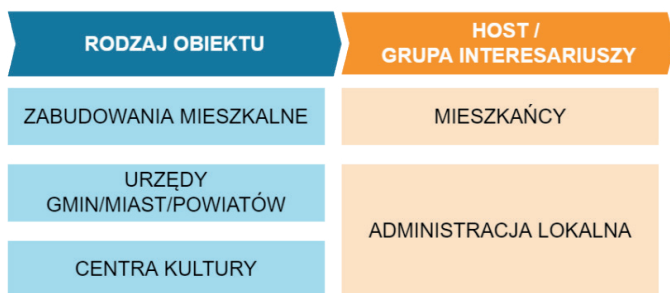 RODZAJ OBIEKTU
HOST /
GRUPA INTERESARIUSZY
ZABUDOWANIA MIESZKALNE
MIESZKAŃCY
URZĘDY
GMIN/MIAST/POWIATÓW
ADMINISTRACJA LOKALNA
CENTRA KULTURY